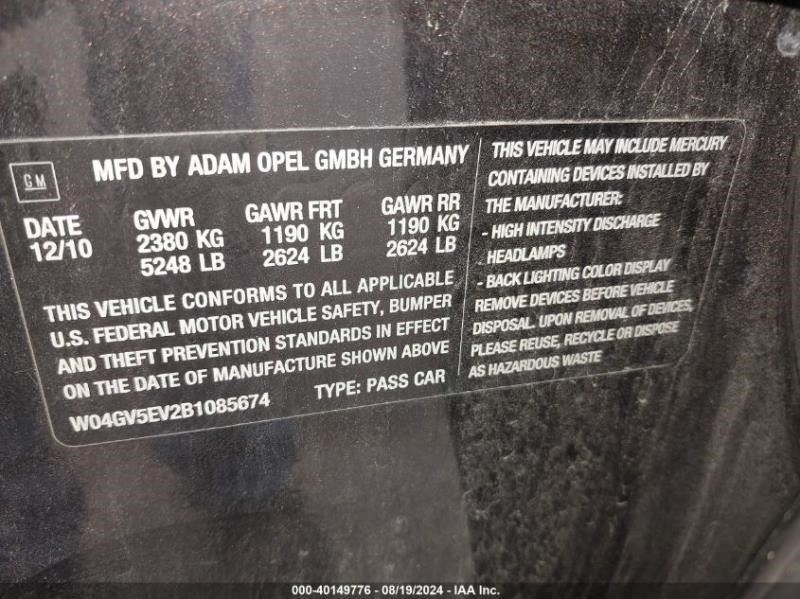 GM
MFD BY ADAM OPEL GMBH GERMANY
DATE GVWR GAWR FRT GAWR RR
12/10 2380 KG 1190 KG 1190 KG
5248 LB 2624 LB 2624 LB
THIS VEHICLE CONFORMS TO ALL APPLICABLE
U.S. FEDERAL MOTOR VEHICLE SAFETY, BUMPER
AND THEFT PREVENTION STANDARDS IN EFFECT
ON THE DATE OF MANUFACTURE SHOWN ABOVE
W04GV5EV2B1085674 TYPE: PASS CAR
THIS VEHICLE MAY INCLUDE MERCURY
CONTAINING DEVICES INSTALLED BY
THE MANUFACTURER:
- HIGH INTENSITY DISCHARGE
HEADLAMPS
- BACK LIGHTING COLOR DISPLAY
REMOVE DEVICES BEFORE VEHICLE
DISPOSAL. UPON REMOVAL OF DEVICES,
PLEASE REUSE, RECYCLE OR DISPOSE
AS HAZARDOUS WASTE
000-40149776 - 08/19/2024 - IAA Inc.